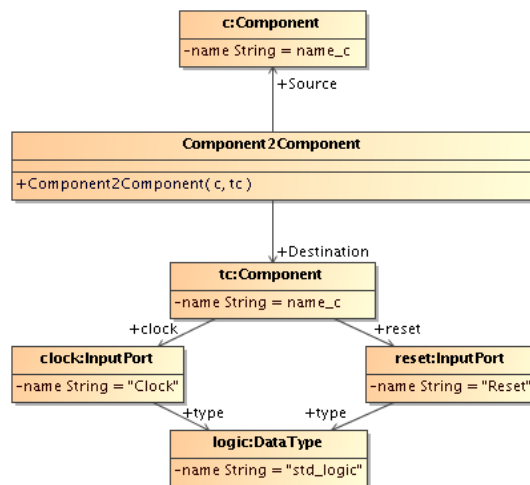 c:Component
-name String = name_c
+Source
Component2Component
+Component2Component( c, tc )
+Destination
tc:Component
-name String = name_c
+clock
+reset
clock:InputPort
reset:InputPort
-name String = "Clock"
-name String = "Reset"
+type
+type
logic:DataType
-name String = "std_logic"